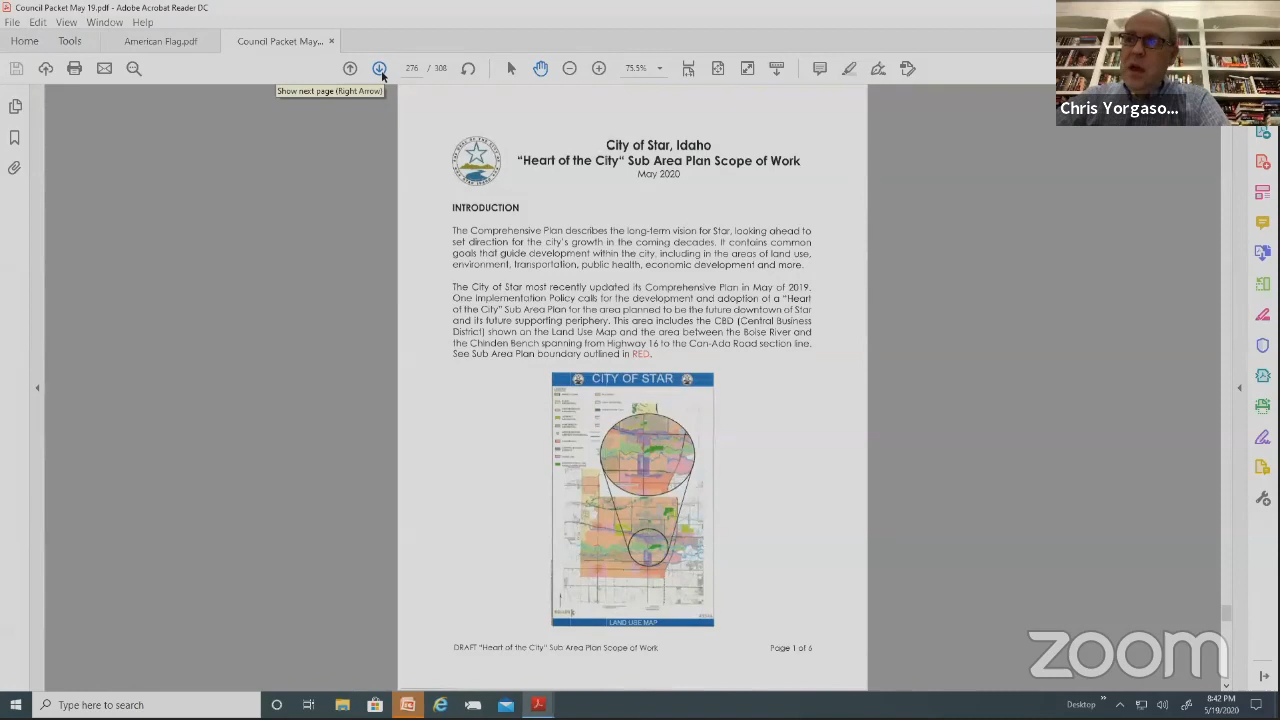 Council Packet May 19.pdf - Adobe Acrobat Reader DC
File Edit View Window Help
Home Tools American Flag.pdf Council Packet May... ×
276 / 308 75.5%
Show next page (Right Arrow)
Chris Yorgaso...
City of Star, Idaho
"Heart of the City" Sub Area Plan Scope of Work
May 2020
INTRODUCTION
The Comprehensive Plan describes the long-term vision for Star, looking ahead to
set direction for the city's growth in the coming decades. It contains common
goals that guide development within the city, including in the areas of land use,
environment, transportation, public health, economic development and more.
The City of Star most recently updated its Comprehensive Plan in May of 2019.
One implementation Policy calls for the development and adoption of a "Heart
of the City" Sub Area Plan for the area planned to be the future downtown of Star
and its future supporting periphery. This area includes the CBD (Central Business
District) shown on the Land Use Map and the area between the Boise River and
the Chinden Bench spanning from Highway 16 to the Can-Ada Road section line.
See Sub Area Plan boundary outlined in RED.
CITY OF STAR
LAND USE MAP
DRAFT "Heart of the City" Sub Area Plan Scope of Work Page 1 of 6
zoom
Type here to search
Desktop
8:42 PM
5/19/2020